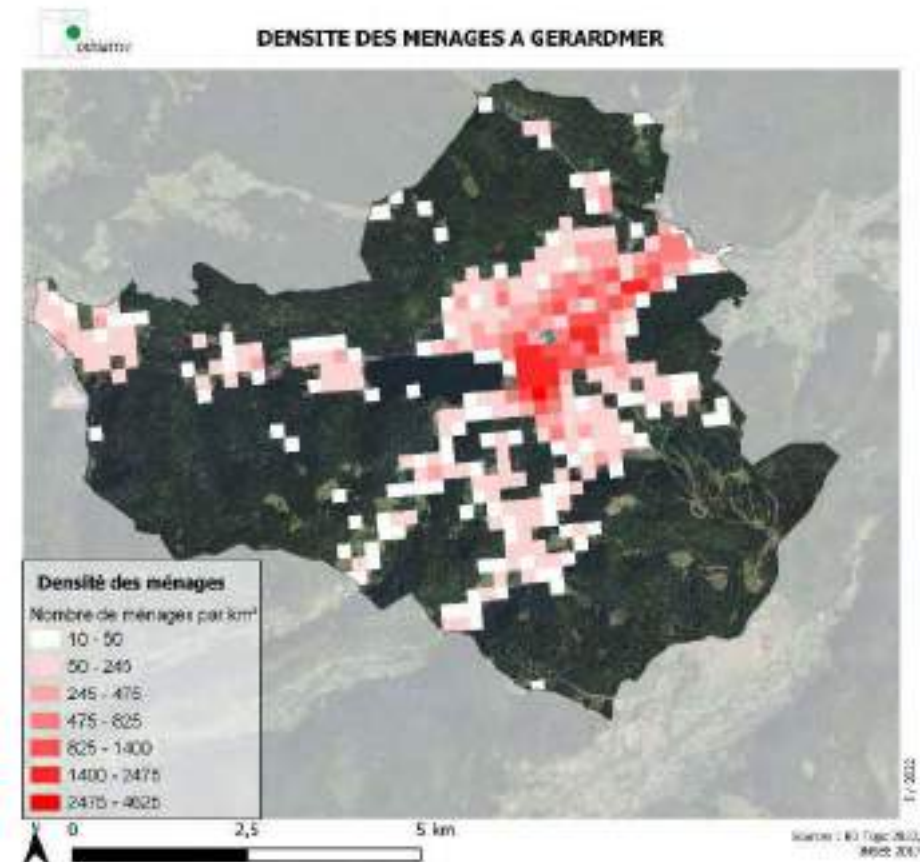 DENSITE DES MENAGES A GERARDMER
Densité des ménages
Nombre de ménages par km²
10 - 50
50 - 245
245 - 475
475 - 825
825 - 1400
1400 - 2475
2475 - 4625
0 2,5 5 km